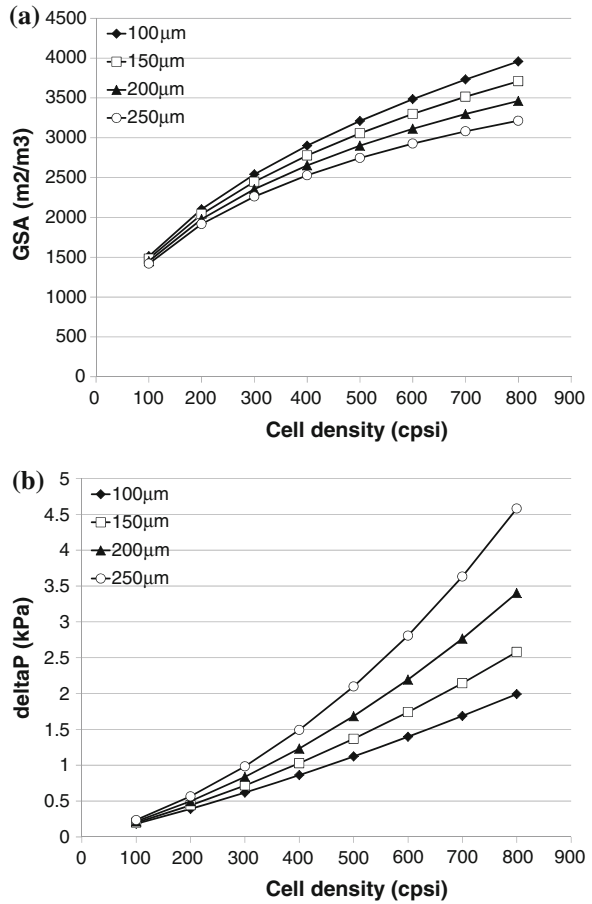 (a)
4500
4000
3500
3000
2500
2000
1500
1000
500
0
GSA (m2/m3)
100μm
150μm
200μm
250μm
0 100 200 300 400 500 600 700 800 900
Cell density (cpsi)
(b)
5
4.5
4
3.5
3
2.5
2
1.5
1
0.5
0
deltaP (kPa)
100μm
150μm
200μm
250μm
0 100 200 300 400 500 600 700 800 900
Cell density (cpsi)